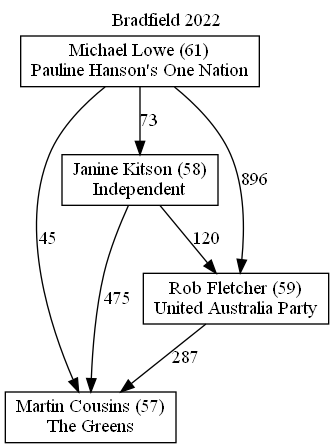 Bradfield 2022
Michael Lowe (61)
Pauline Hanson's One Nation
73
Janine Kitson (58)
Independent
896
45
120
475
Rob Fletcher (59)
United Australia Party
287
Martin Cousins (57)
The Greens